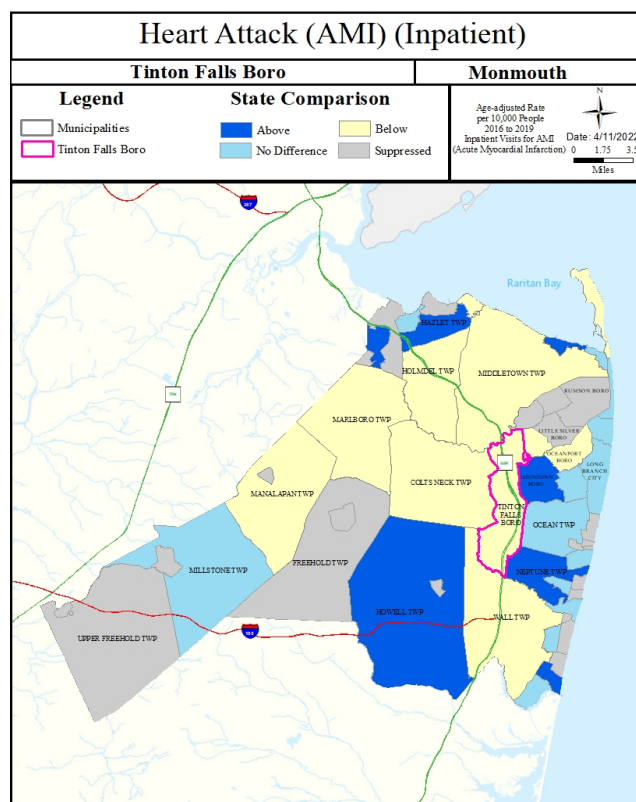 Heart Attack (AMI) (Inpatient)
Tinton Falls Boro
Monmouth
Legend
Municipalities
Tinton Falls Boro
State Comparison
Above
Below
No Difference
Suppressed
Age-adjusted Rate
per 10,000 People
2016 to 2019
Inpatient Visits for AMI
(Acute Myocardial Infarction)
N
Date: 4/11/2022
0 1.75 3.5
Miles
287
Raritan Bay
HAZLET TWP
HOLMDEL TWP
MIDDLETOWN TWP
RUMSON BORO
MARLBORO TWP
LITTLE SILVER
BORO
OCEANPORT
BORO
LONG
BRANCH
CITY
COLTS NECK TWP
MANALAPAN TWP
TINTON
FALLS
BORO
OCEAN TWP
FREEHOLD TWP
MILLSTONE TWP
NEPTUNE TWP
HOWELL TWP
WALL TWP
UPPER FREEHOLD TWP
195